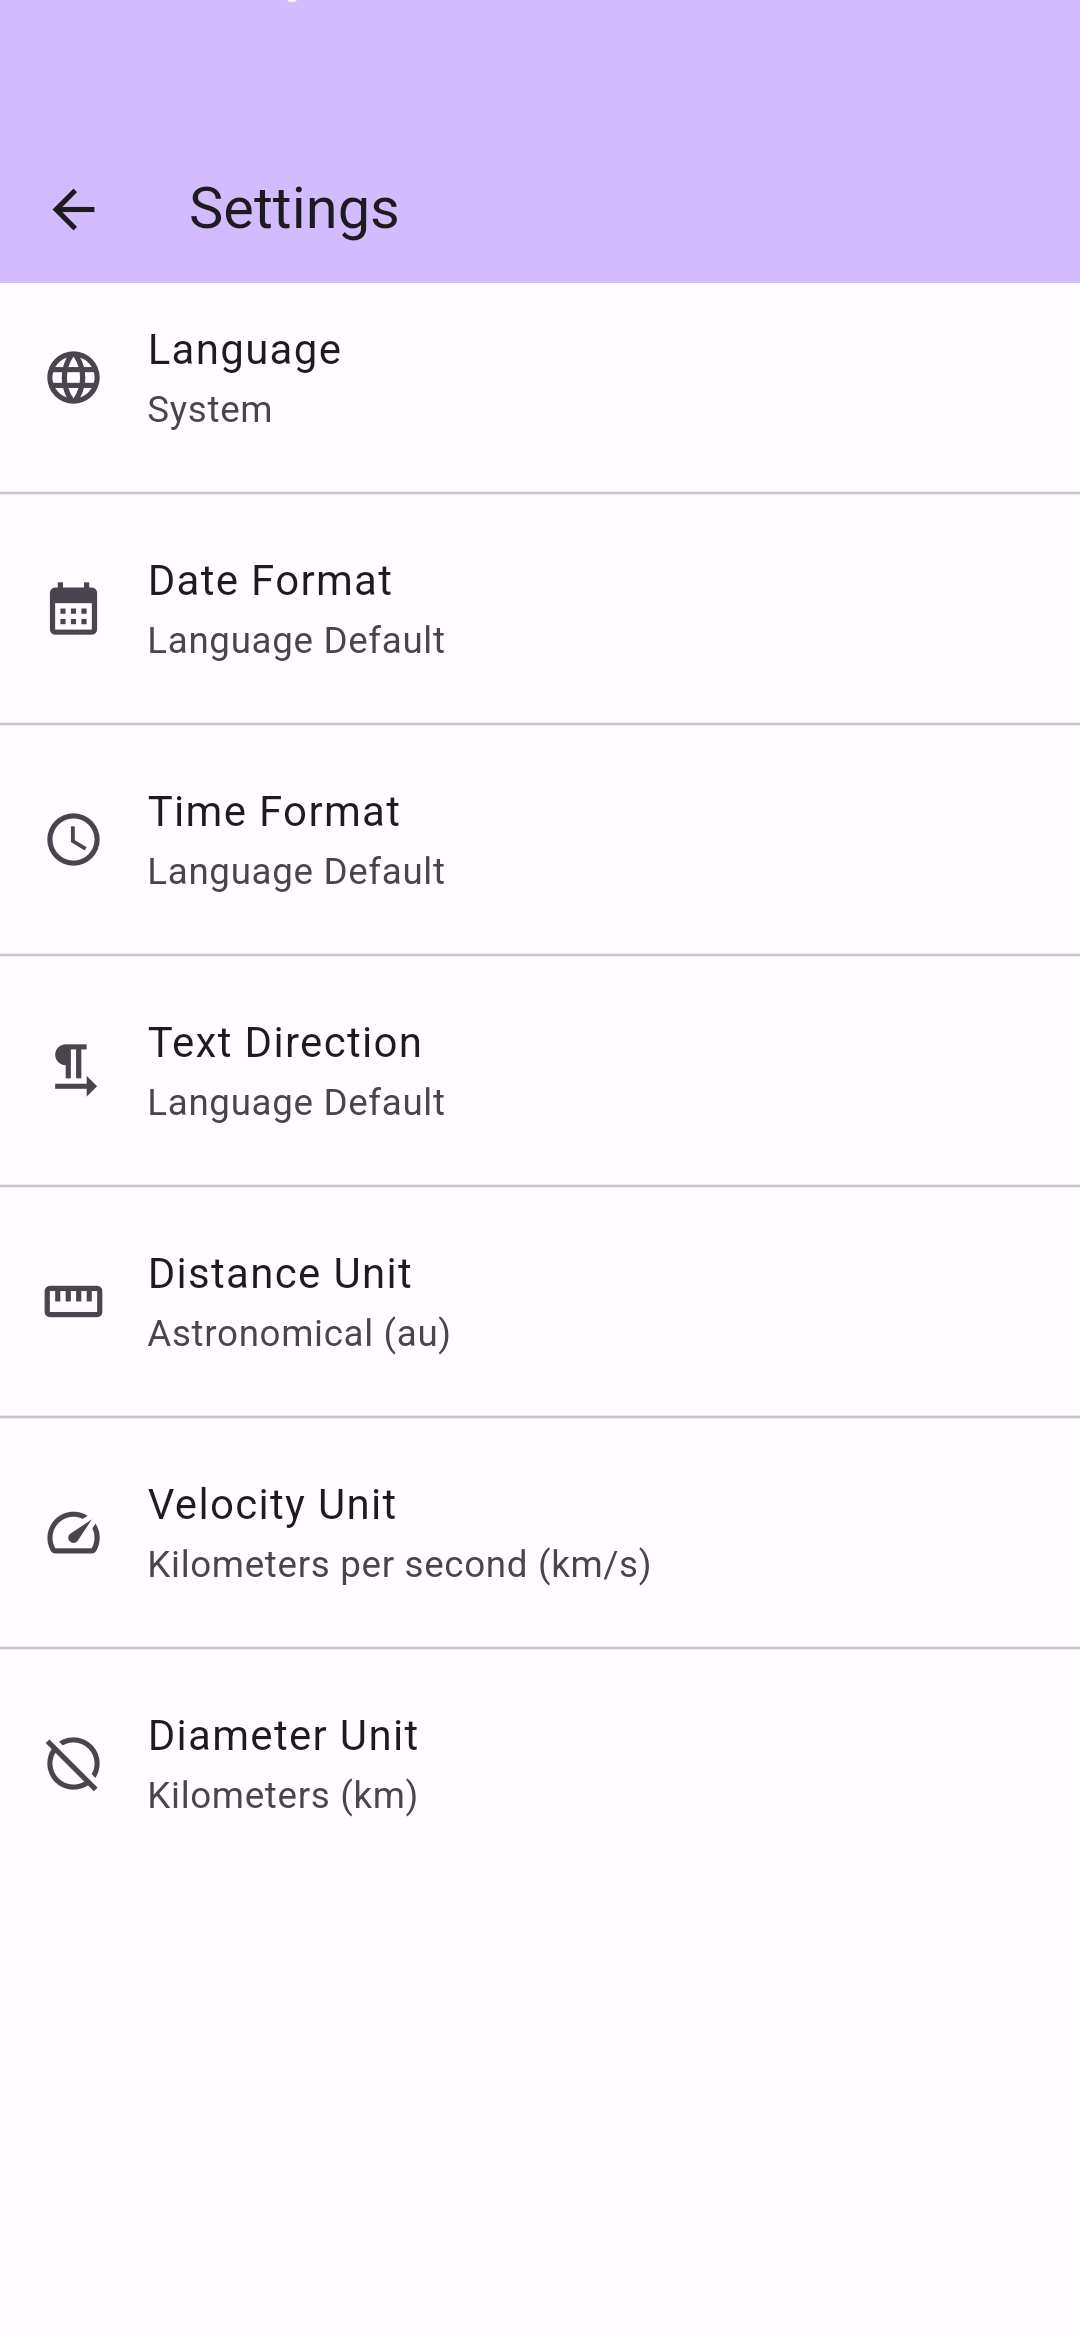 Settings
Language
System
Date Format
Language Default
Time Format
Language Default
Text Direction
Language Default
Distance Unit
Astronomical (au)
Velocity Unit
Kilometers per second (km/s)
Diameter Unit
Kilometers (km)